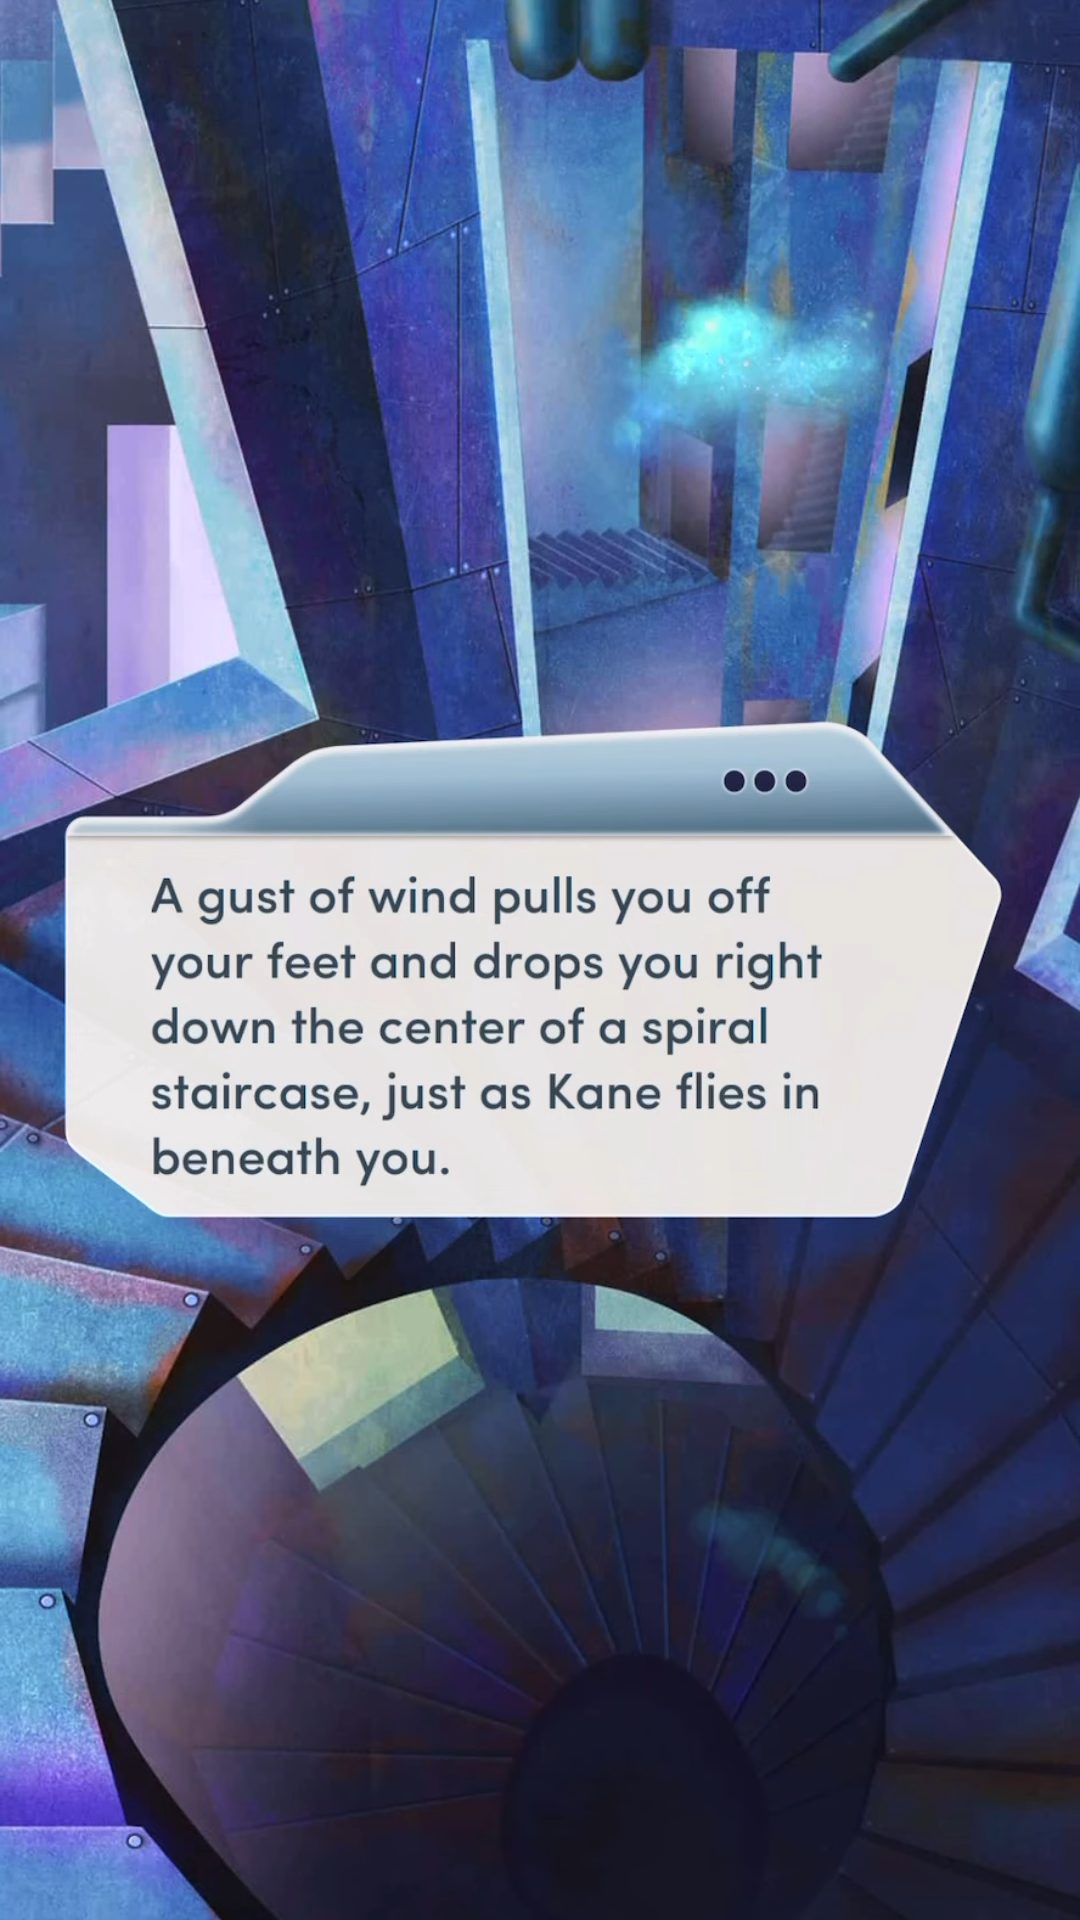 A gust of wind pulls you off
your feet and drops you right
down the center of a spiral
staircase, just as Kane flies in
beneath you.